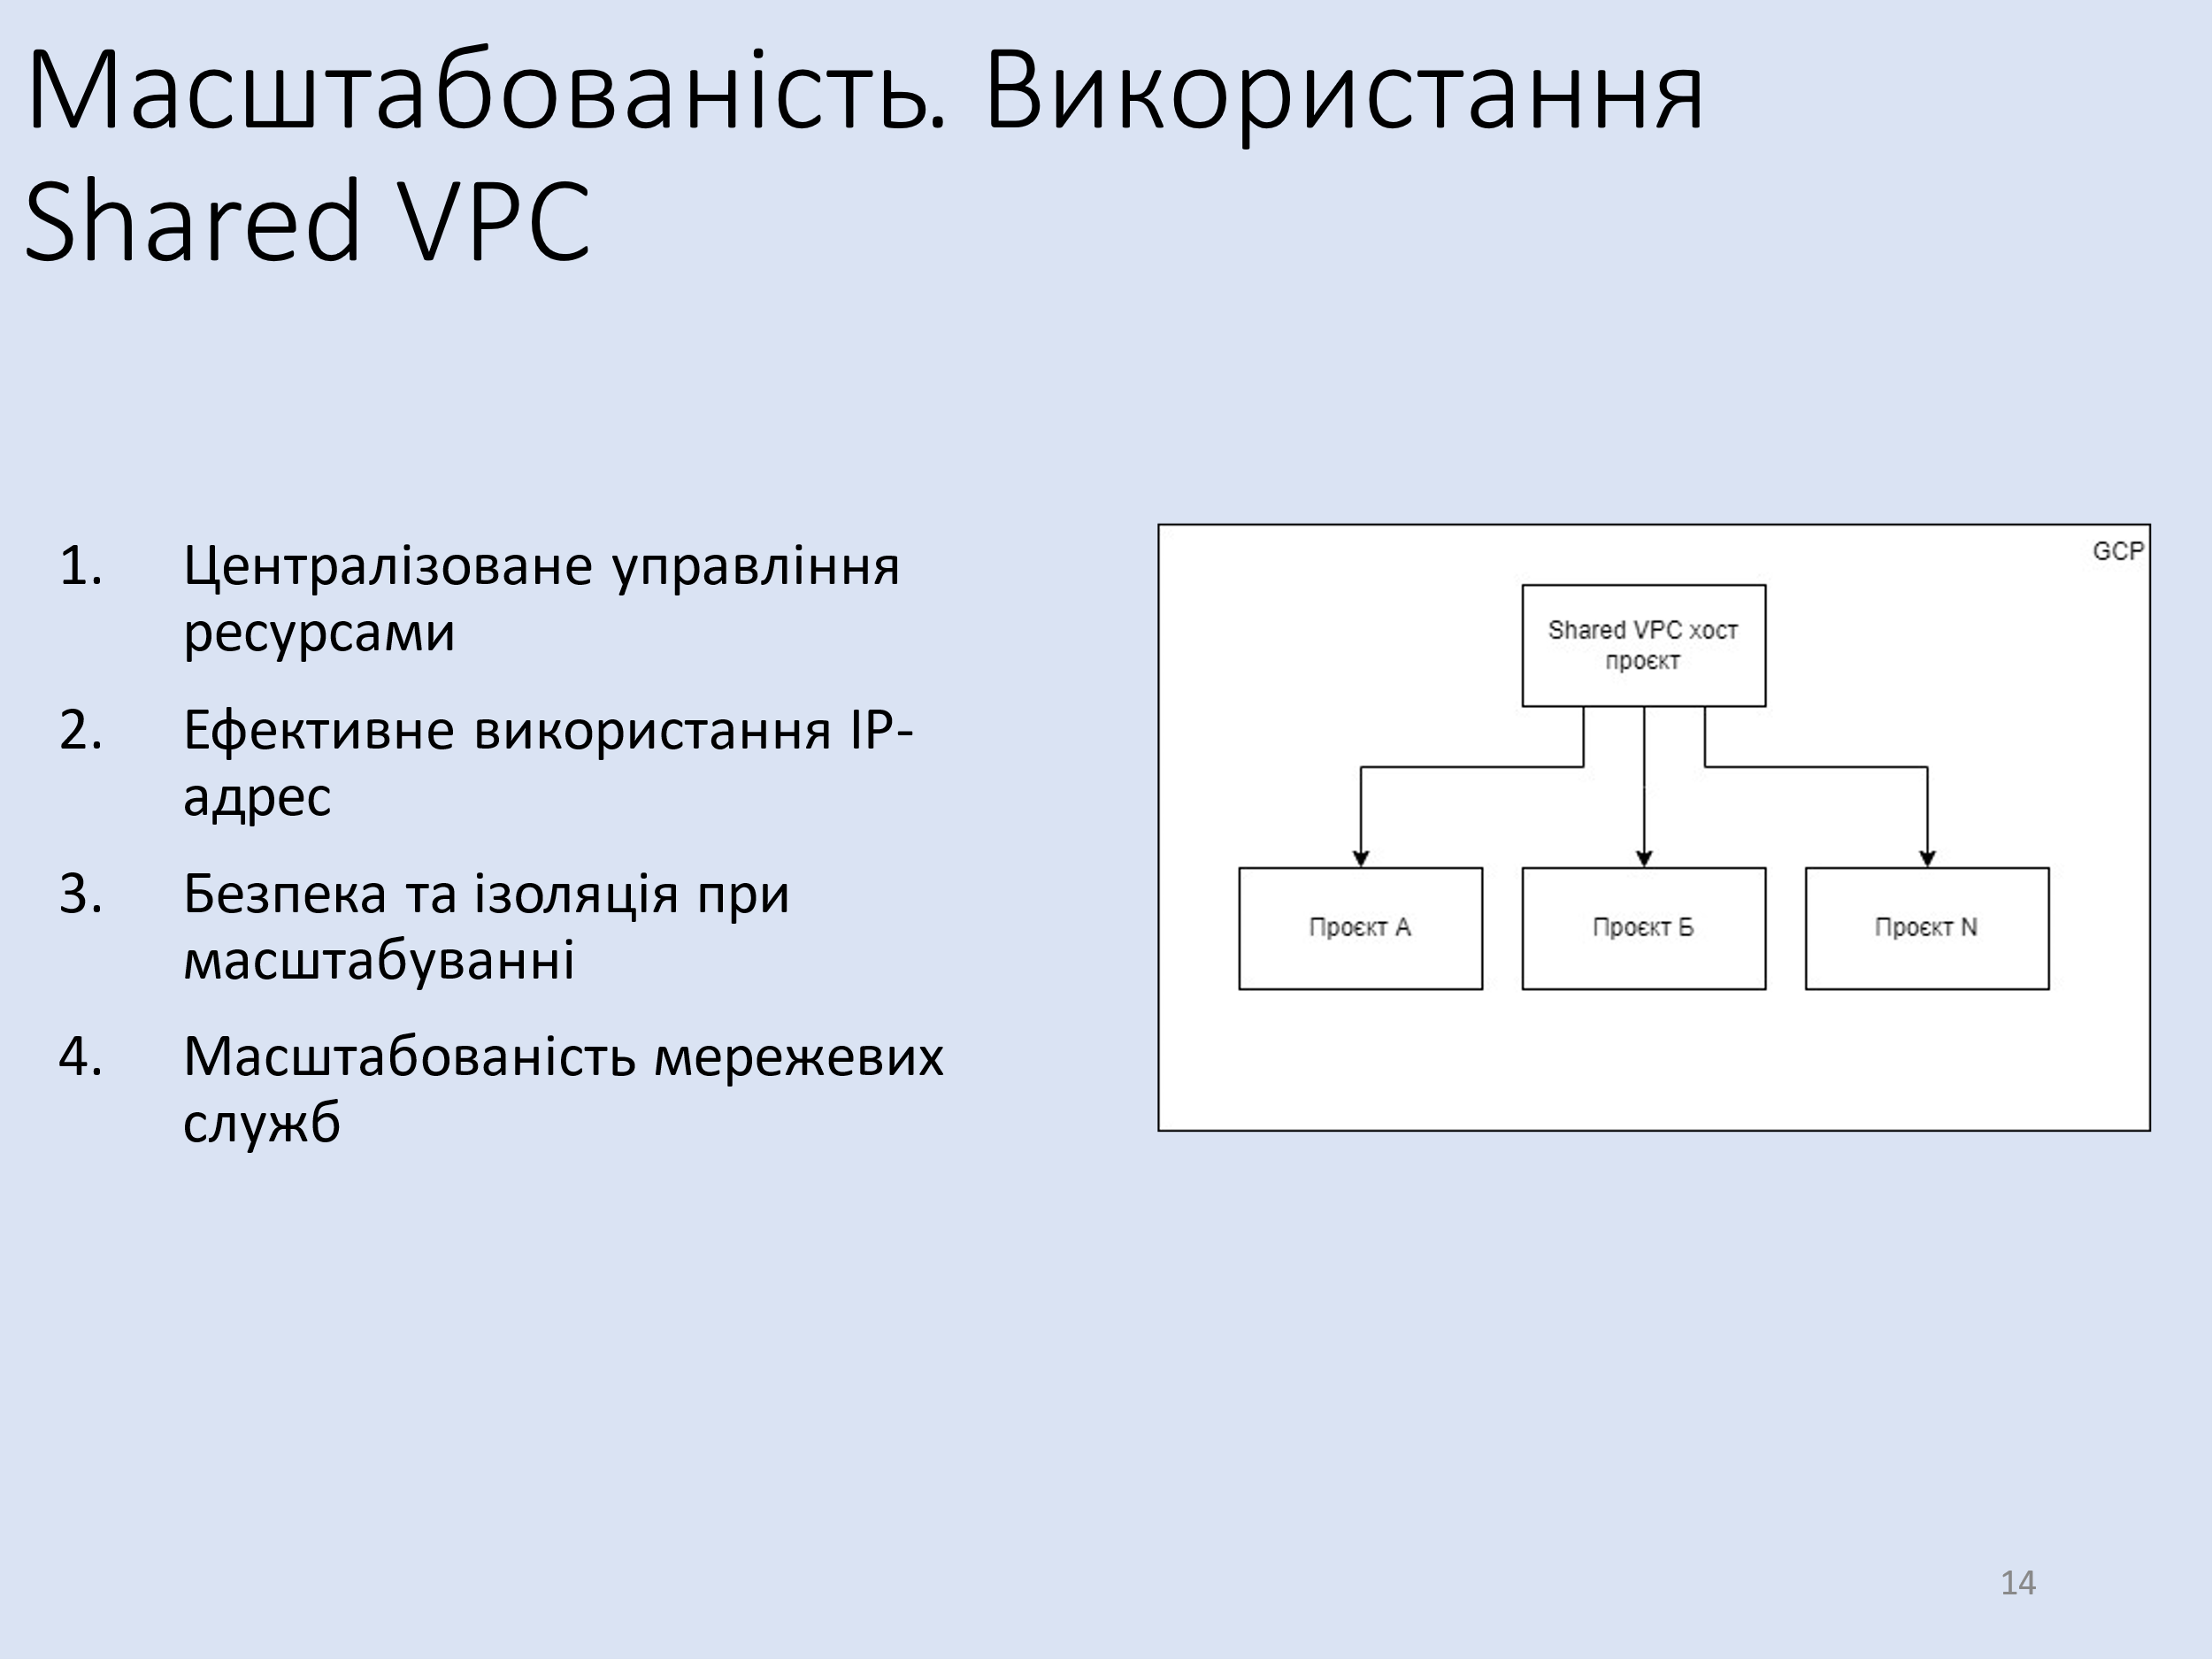 Масштабованість. Використання
Shared VPC
1. Централізоване управління
ресурсами
2. Ефективне використання IP-
адрес
3. Безпека та ізоляція при
масштабуванні
4. Масштабованість мережевих
служб
GCP
Shared VPC хост
проєкт
Проєкт А
Проєкт Б
Проєкт N
14